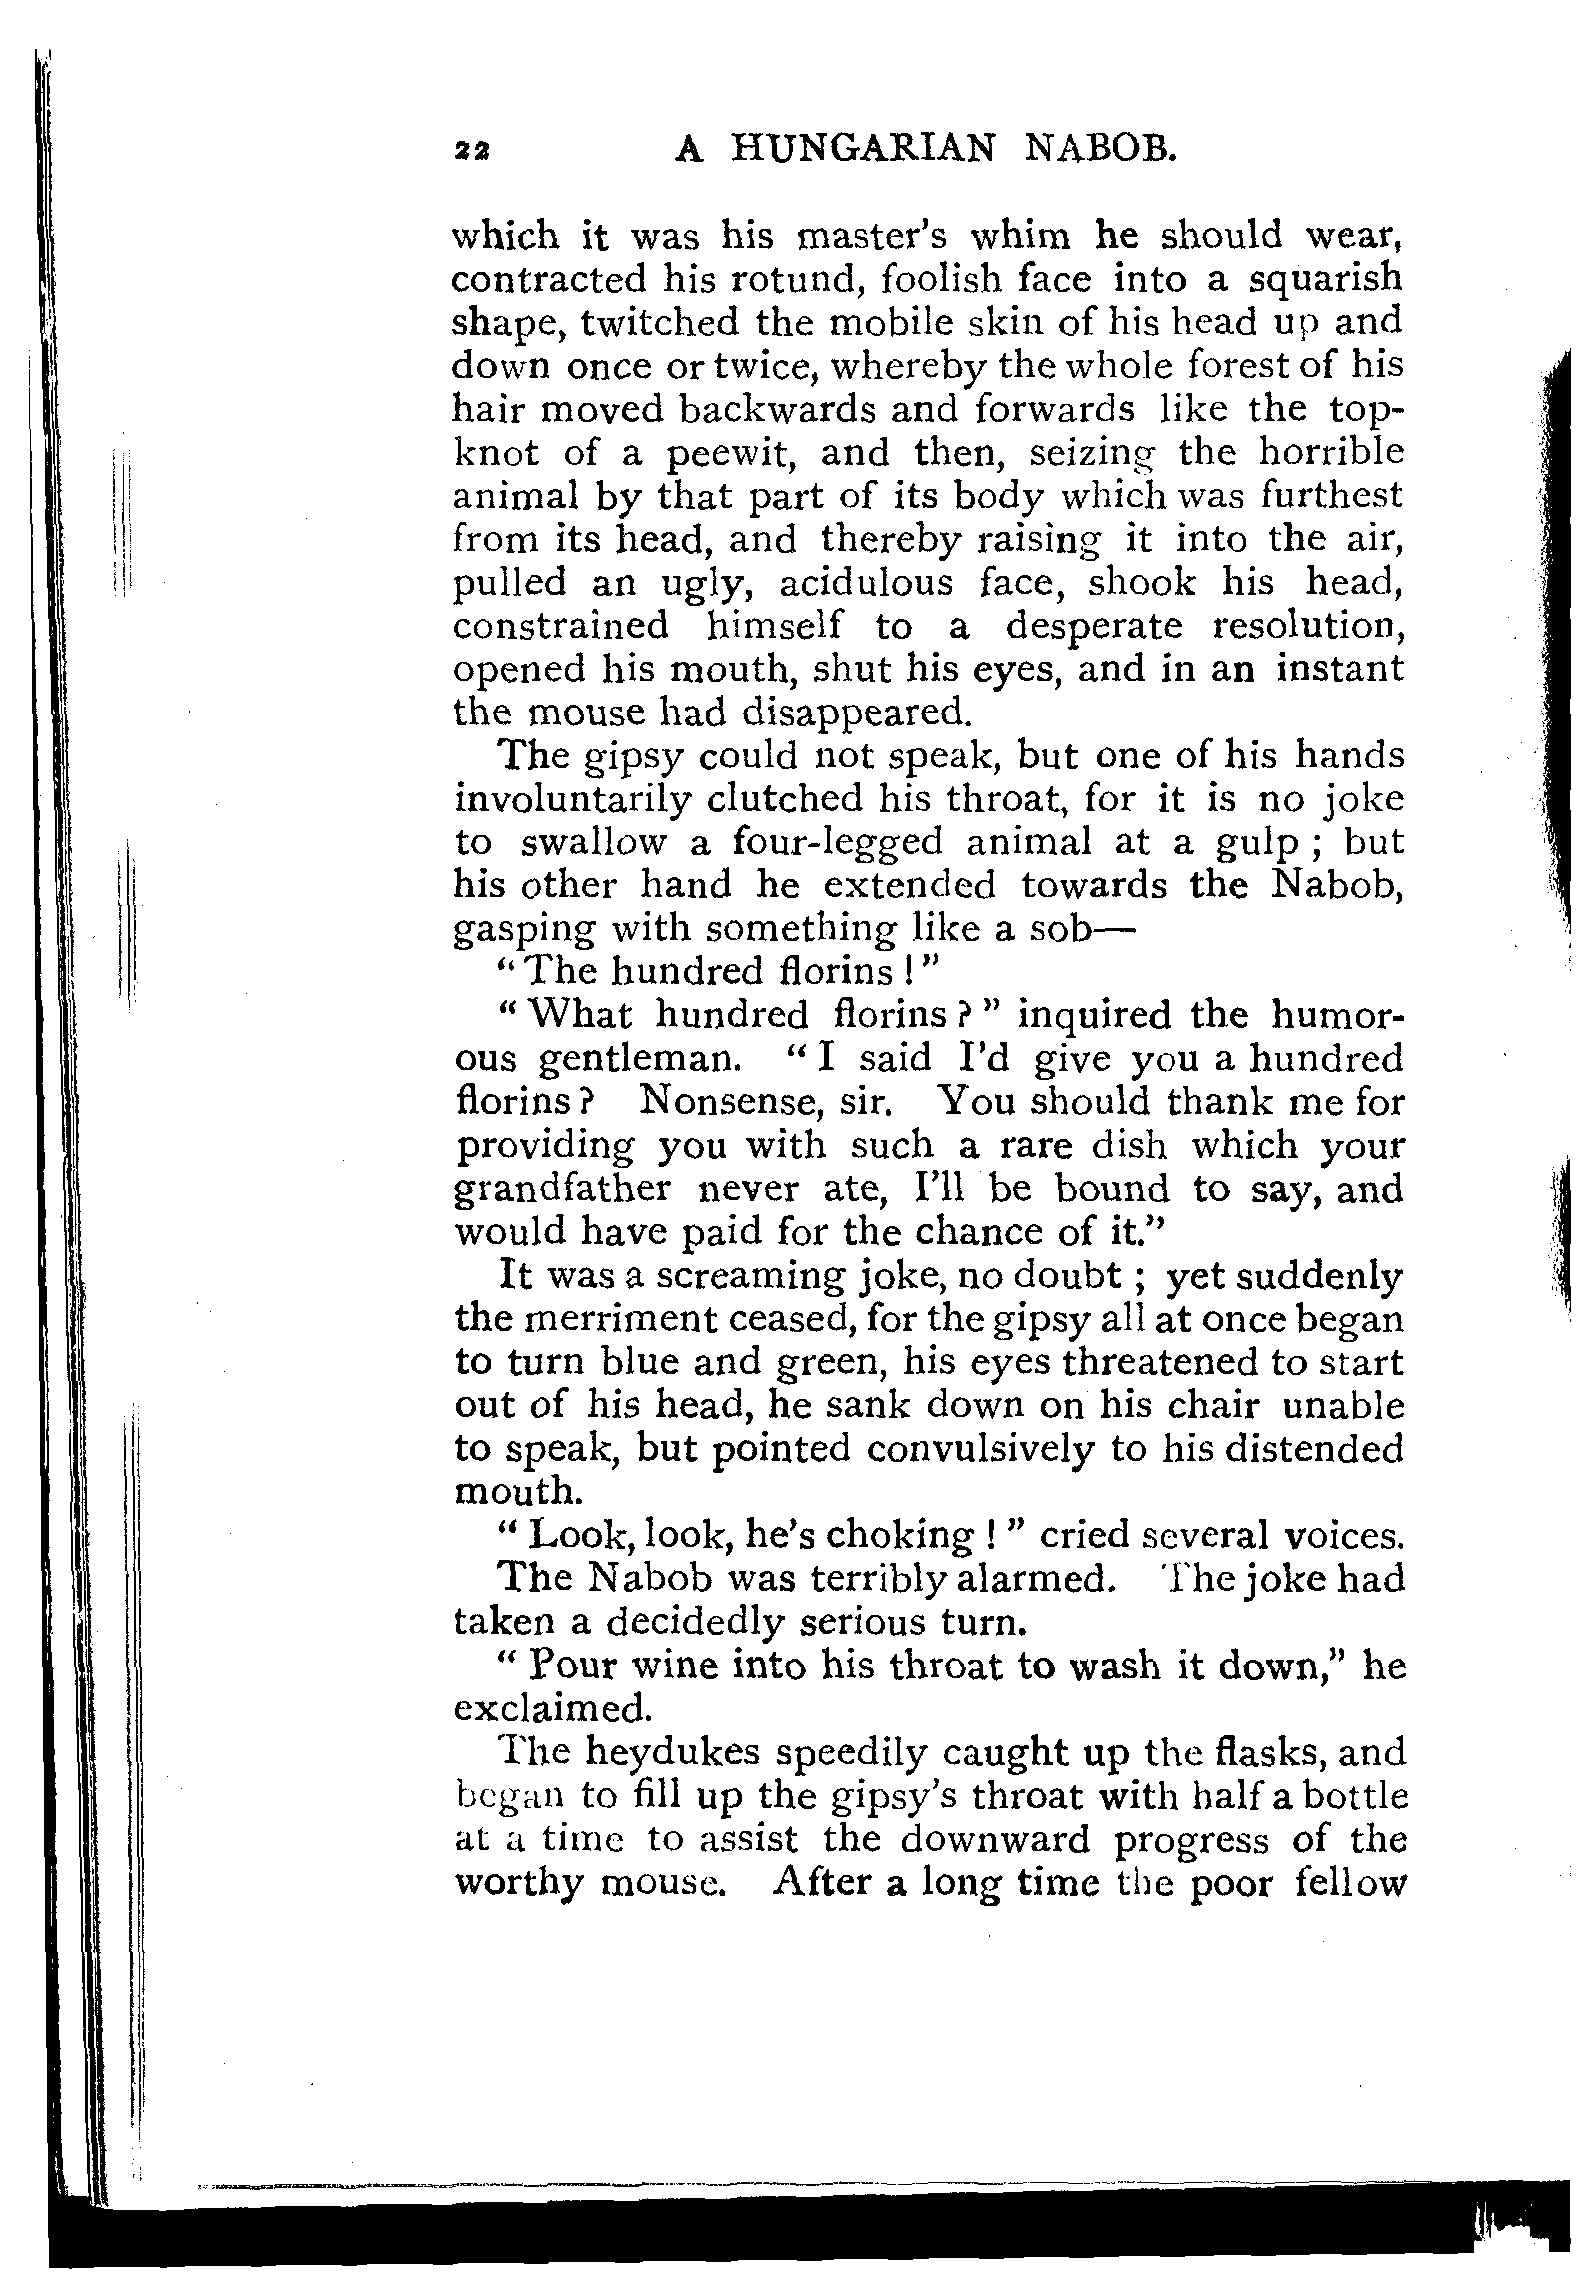 22 A HUNGARIAN NABOB.
which it was his master's whim he should wear,
contracted his rotund, foolish face into a squarish
shape, twitched the mobile skin of his head up and
down once or twice, whereby the whole forest of his
hair moved backwards and forwards like the top-
knot of a peewit, and then, seizing the horrible
animal by that part of its body which was furthest
from its head, and thereby raising it into the air,
pulled an ugly, acidulous face, shook his head,
constrained himself to a desperate resolution,
opened his mouth, shut his eyes, and in an instant
the mouse had disappeared.
The gipsy could not speak, but one of his hands
involuntarily clutched his throat, for it is no joke
to swallow a four-legged animal at a gulp ; but
his other hand he extended towards the Nabob,
gasping with something like a sob—
“ The hundred florins ! ”
“ What hundred florins ? ” inquired the humor-
ous gentleman. “ I said I'd give you a hundred
florins ? Nonsense, sir. You should thank me for
providing you with such a rare dish which your
grandfather never ate, I'll be bound to say, and
would have paid for the chance of it.”
It was a screaming joke, no doubt ; yet suddenly
the merriment ceased, for the gipsy all at once began
to turn blue and green, his eyes threatened to start
out of his head, he sank down on his chair unable
to speak, but pointed convulsively to his distended
mouth.
“ Look, look, he's choking ! ” cried several voices.
The Nabob was terribly alarmed. The joke had
taken a decidedly serious turn.
“ Pour wine into his throat to wash it down,” he
exclaimed.
The heydukes speedily caught up the flasks, and
began to fill up the gipsy's throat with half a bottle
at a time to assist the downward progress of the
worthy mouse. After a long time the poor fellow